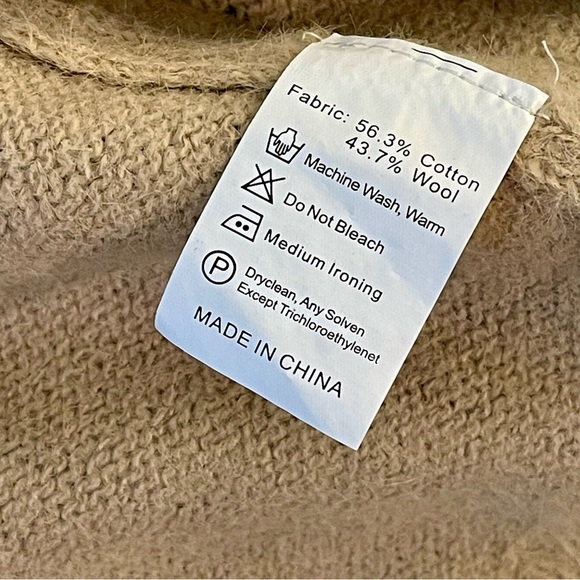 Fabric: 56.3% Cotton
43.7% Wool
Machine Wash, Warm
Do Not Bleach
Medium Ironing
P
Dryclean, Any Solven
Except Trichloroethylenet
MADE IN CHINA